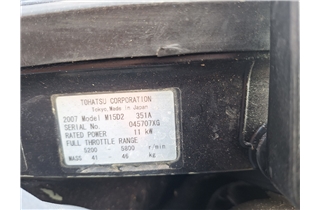 TOHATSU CORPORATION
Tokyo, Made in Japan
2007 Model M15D2 351A
SERIAL No. 045707XG
RATED POWER 11 kW
FULL THROTTLE RANGE
5200 - 5800 r/min
MASS 41 - 46 kg